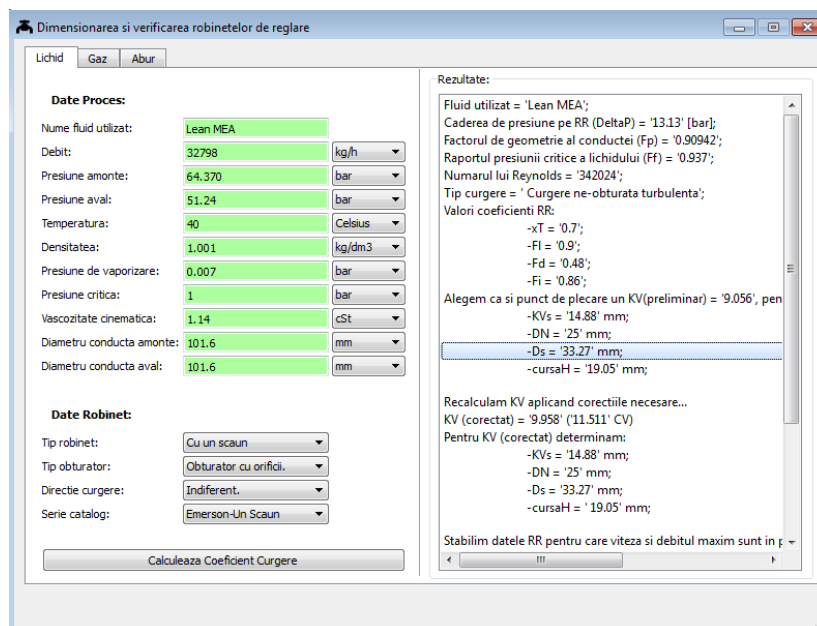 Dimensionarea si verificarea robinetelor de reglare
Lichid Gaz Abur
Date Proces:
Nume fluid utilizat: Lean MEA
Debit: 32798 kg/h
Presiune amonte: 64.370 bar
Presiune aval: 51.24 bar
Temperatura: 40 Celsius
Densitatea: 1.001 kg/dm3
Presiune de vaporizare: 0.007 bar
Presiune critica: 1 bar
Vascozitate cinematica: 1.14 cSt
Diametru conducta amonte: 101.6 mm
Diametru conducta aval: 101.6 mm
Date Robinet:
Tip robinet: Cu un scaun
Tip obturator: Obturator cu orificii.
Directie curgere: Indiferent.
Serie catalog: Emerson-Un Scaun
Calculeaza Coeficient Curgere
Rezultate:
Fluid utilizat = 'Lean MEA';
Caderea de presiune pe RR (DeltaP) = '13.13' [bar];
Factorul de geometrie al conductei (Fp) = '0.90942';
Raportul presiunii critice a lichidului (Ff) = '0.937';
Numarul lui Reynolds = '342024';
Tip curgere = ' Curgere ne-obturata turbulenta';
Valori coeficienti RR:
-xT = '0.7';
-Fl = '0.9';
-Fd = '0.48';
-Fi = '0.86';
Alegem ca si punct de plecare un KV(preliminar) = '9.056', pen
-KVs = '14.88' mm;
-DN = '25' mm;
-Ds = '33.27' mm;
-cursaH = '19.05' mm;
Recalculam KV aplicand corectiile necesare...
KV (corectat) = '9.958' ('11.511' CV)
Pentru KV (corectat) determinam:
-KVs = '14.88' mm;
-DN = '25' mm;
-Ds = '33.27' mm;
-cursaH = ' 19.05' mm;
Stabilim datele RR pentru care viteza si debitul maxim sunt in p